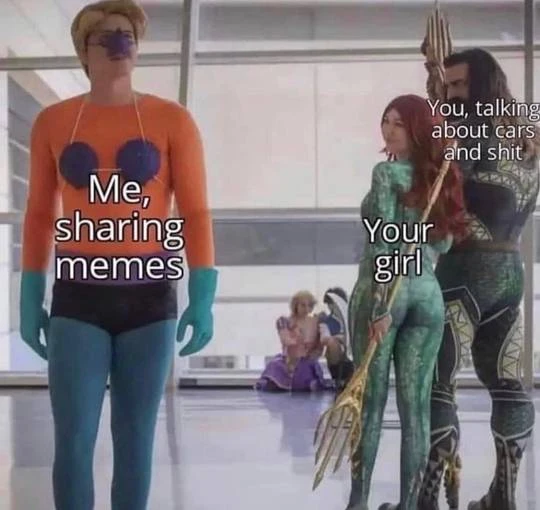 Me,
sharing
memes
Your
girl
You, talking
about cars
and shit